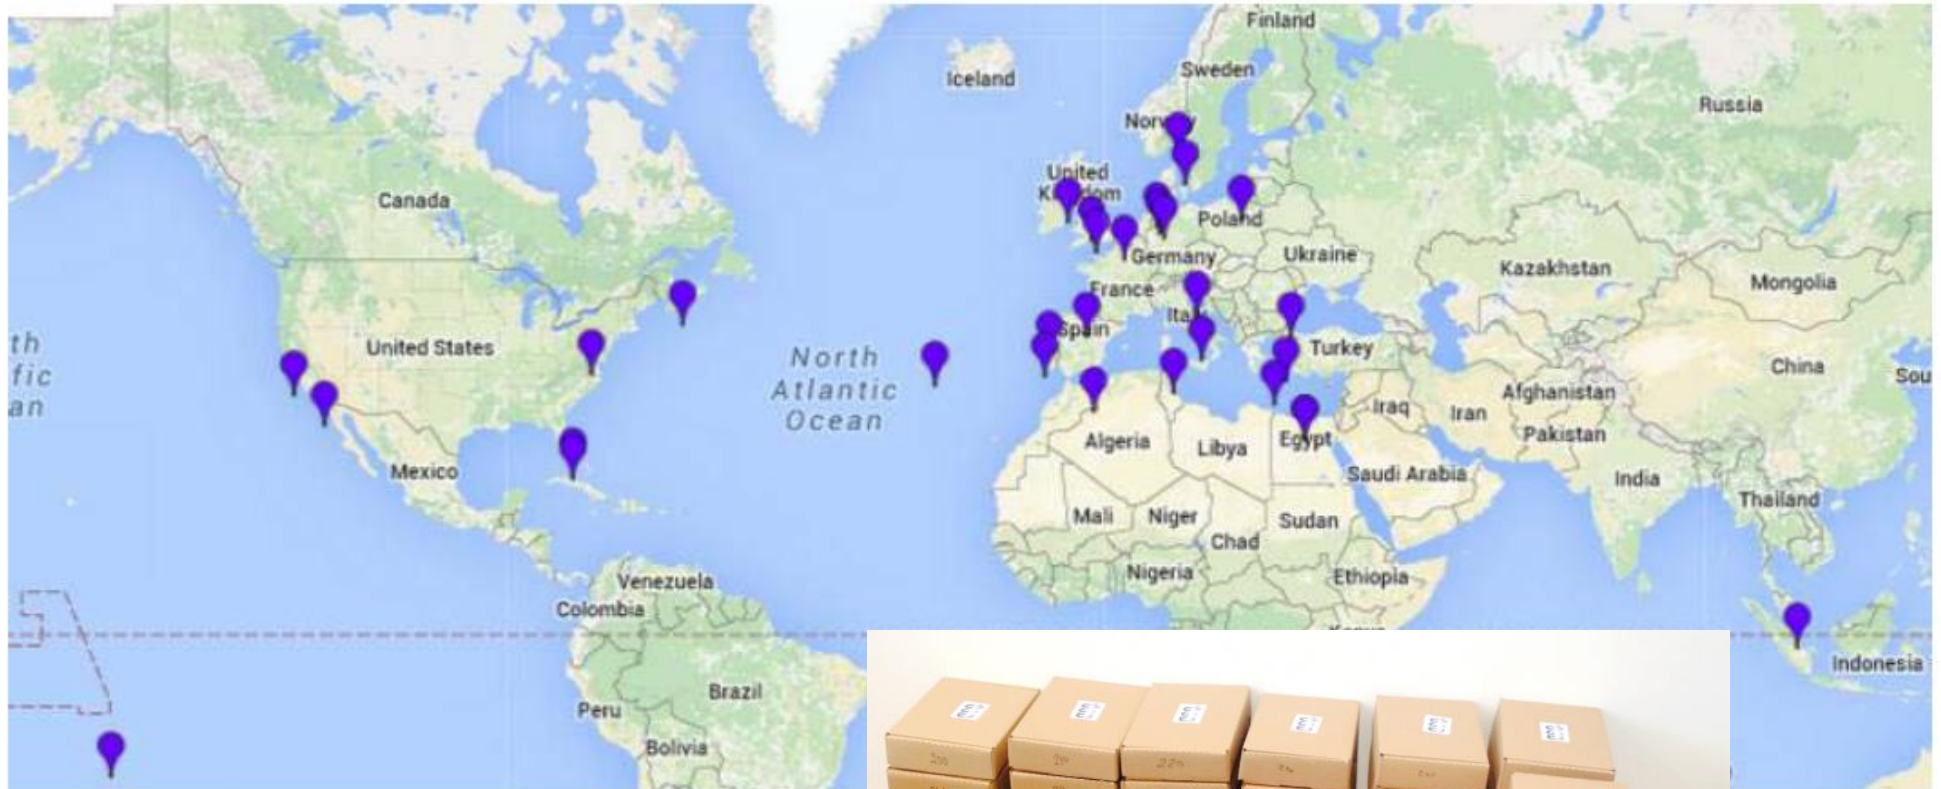 Finland
Iceland
Sweden
Russia
Norway
United
Kingdom
Canada
Poland
Germany
Ukraine
Kazakhstan
Mongolia
France
Spain
United States
Turkey
North
Atlantic
Ocean
China
Afghanistan
Iraq
Iran
Pakistan
Algeria
Libya
Egypt
Mexico
Saudi Arabia
India
Thailand
Mali
Niger
Sudan
Chad
Nigeria
Ethiopia
Venezuela
Colombia
Indonesia
Brazil
Peru
Bolivia